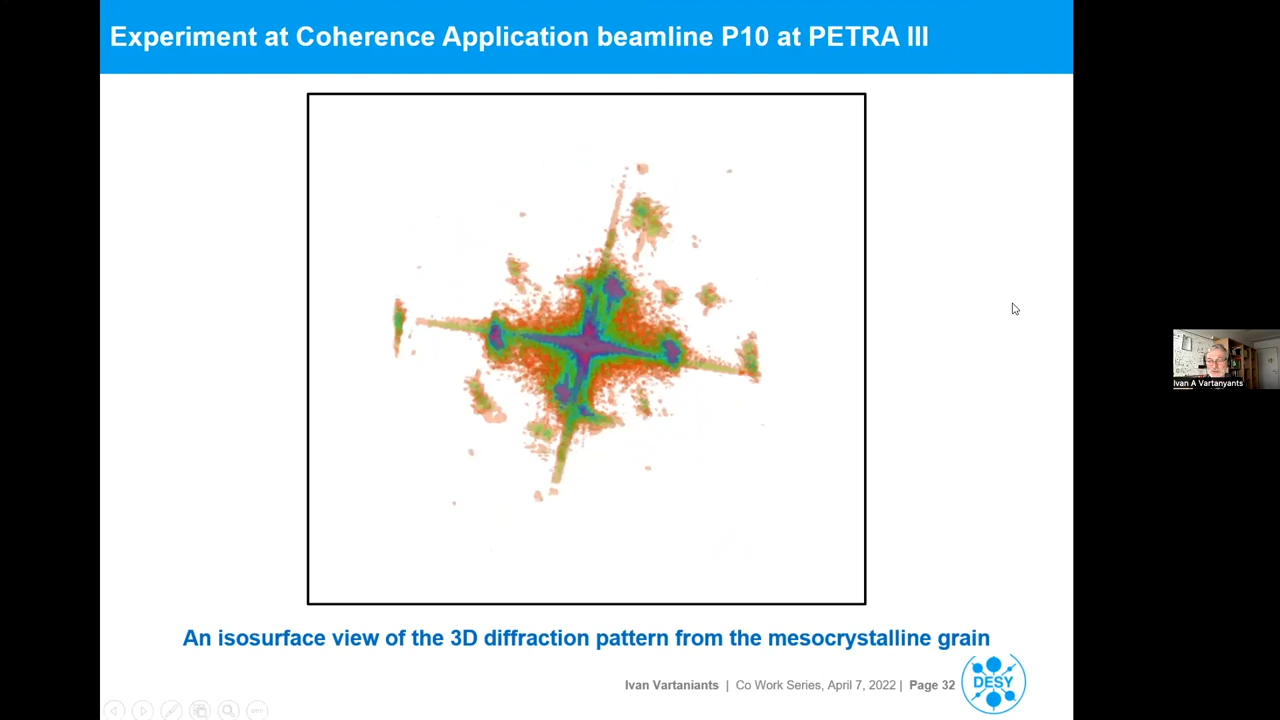 Experiment at Coherence Application beamline P10 at PETRA III
An isosurface view of the 3D diffraction pattern from the mesocrystalline grain
Ivan Vartaniants | Co Work Series, April 7, 2022 | Page 32
DESY
Ivan A Vartanyants